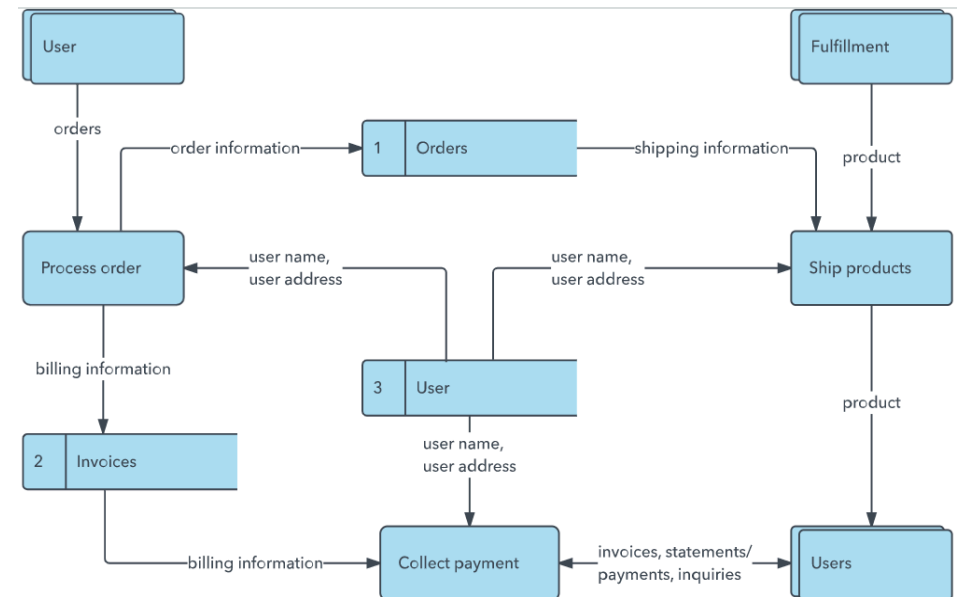 User
Fulfillment
orders
order information
1
Orders
shipping information
product
Process order
user name,
user address
user name,
user address
Ship products
billing information
3
User
product
2
Invoices
user name,
user address
billing information
Collect payment
invoices, statements/
payments, inquiries
Users